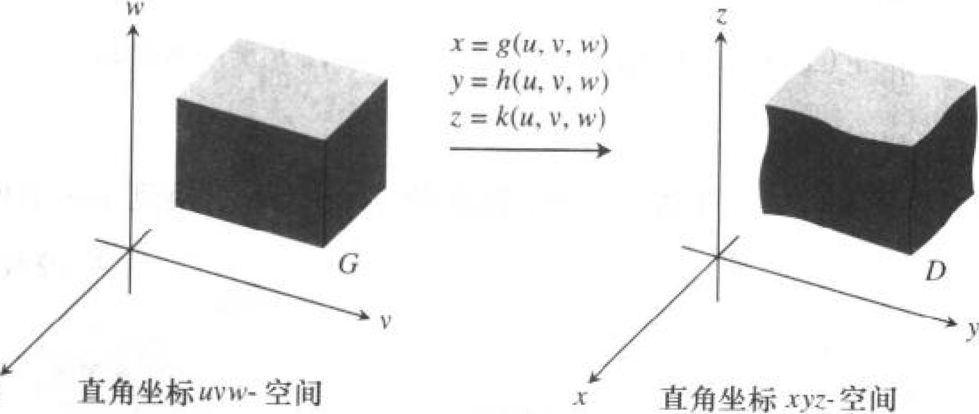 w
x = g(u, v, w)
y = h(u, v, w)
z = k(u, v, w)
G
v
直角坐标 uvw- 空间
z
D
y
x
直角坐标 xyz- 空间